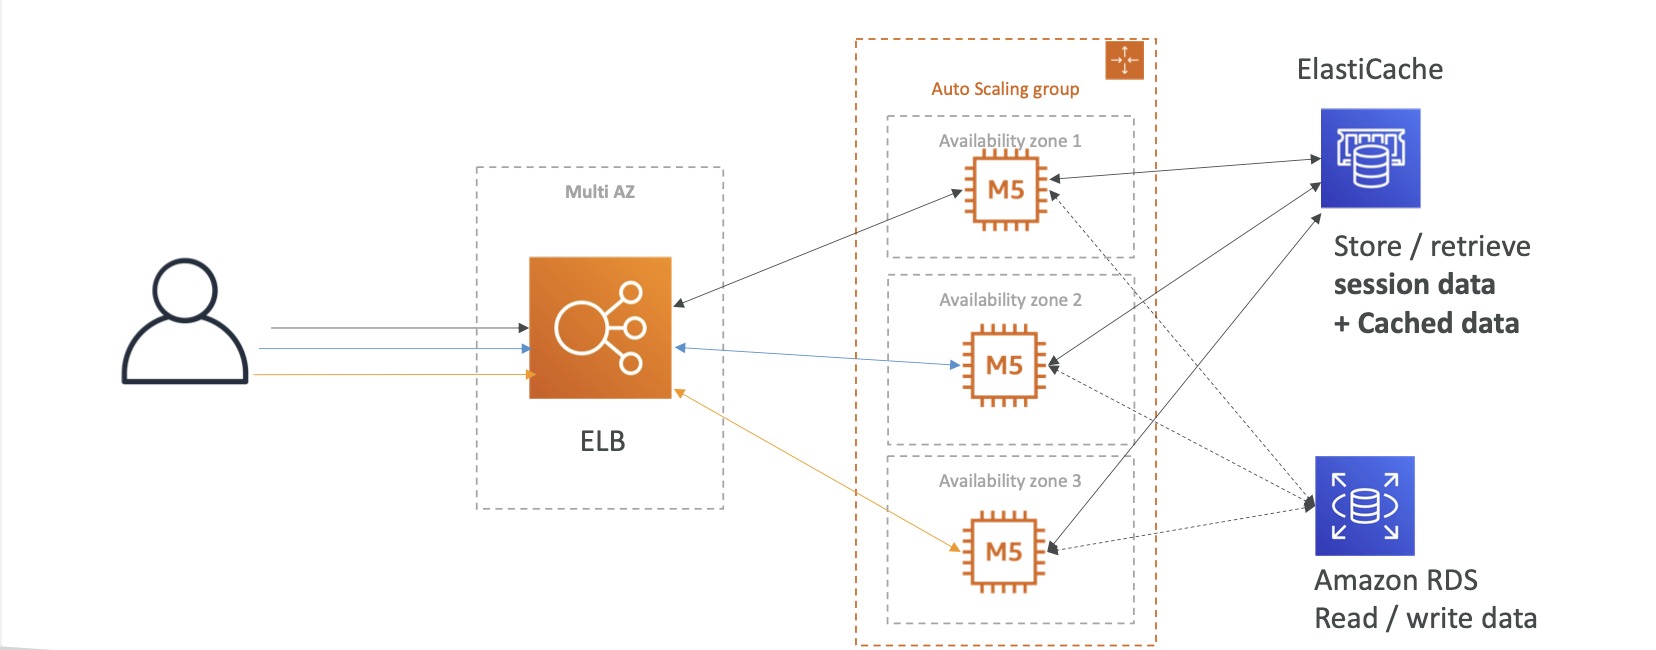 ElastiCache
Auto Scaling group
Availability zone 1
M5
Multi AZ
Store / retrieve
session data
+ Cached data
Availability zone 2
M5
ELB
Availability zone 3
M5
Amazon RDS
Read / write data